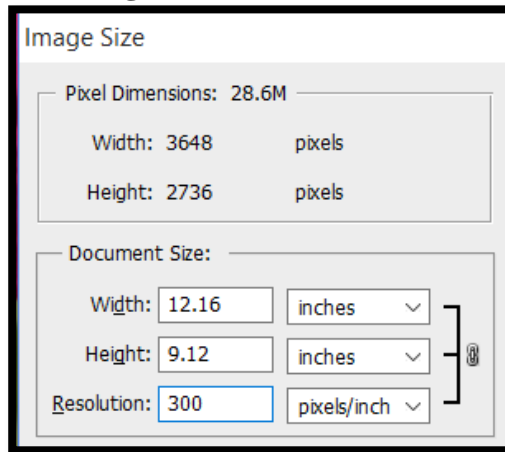 Image Size
Pixel Dimensions: 28.6M
Width: 3648 pixels
Height: 2736 pixels
Document Size:
Width: 12.16 inches
Height: 9.12 inches
Resolution: 300 pixels/inch